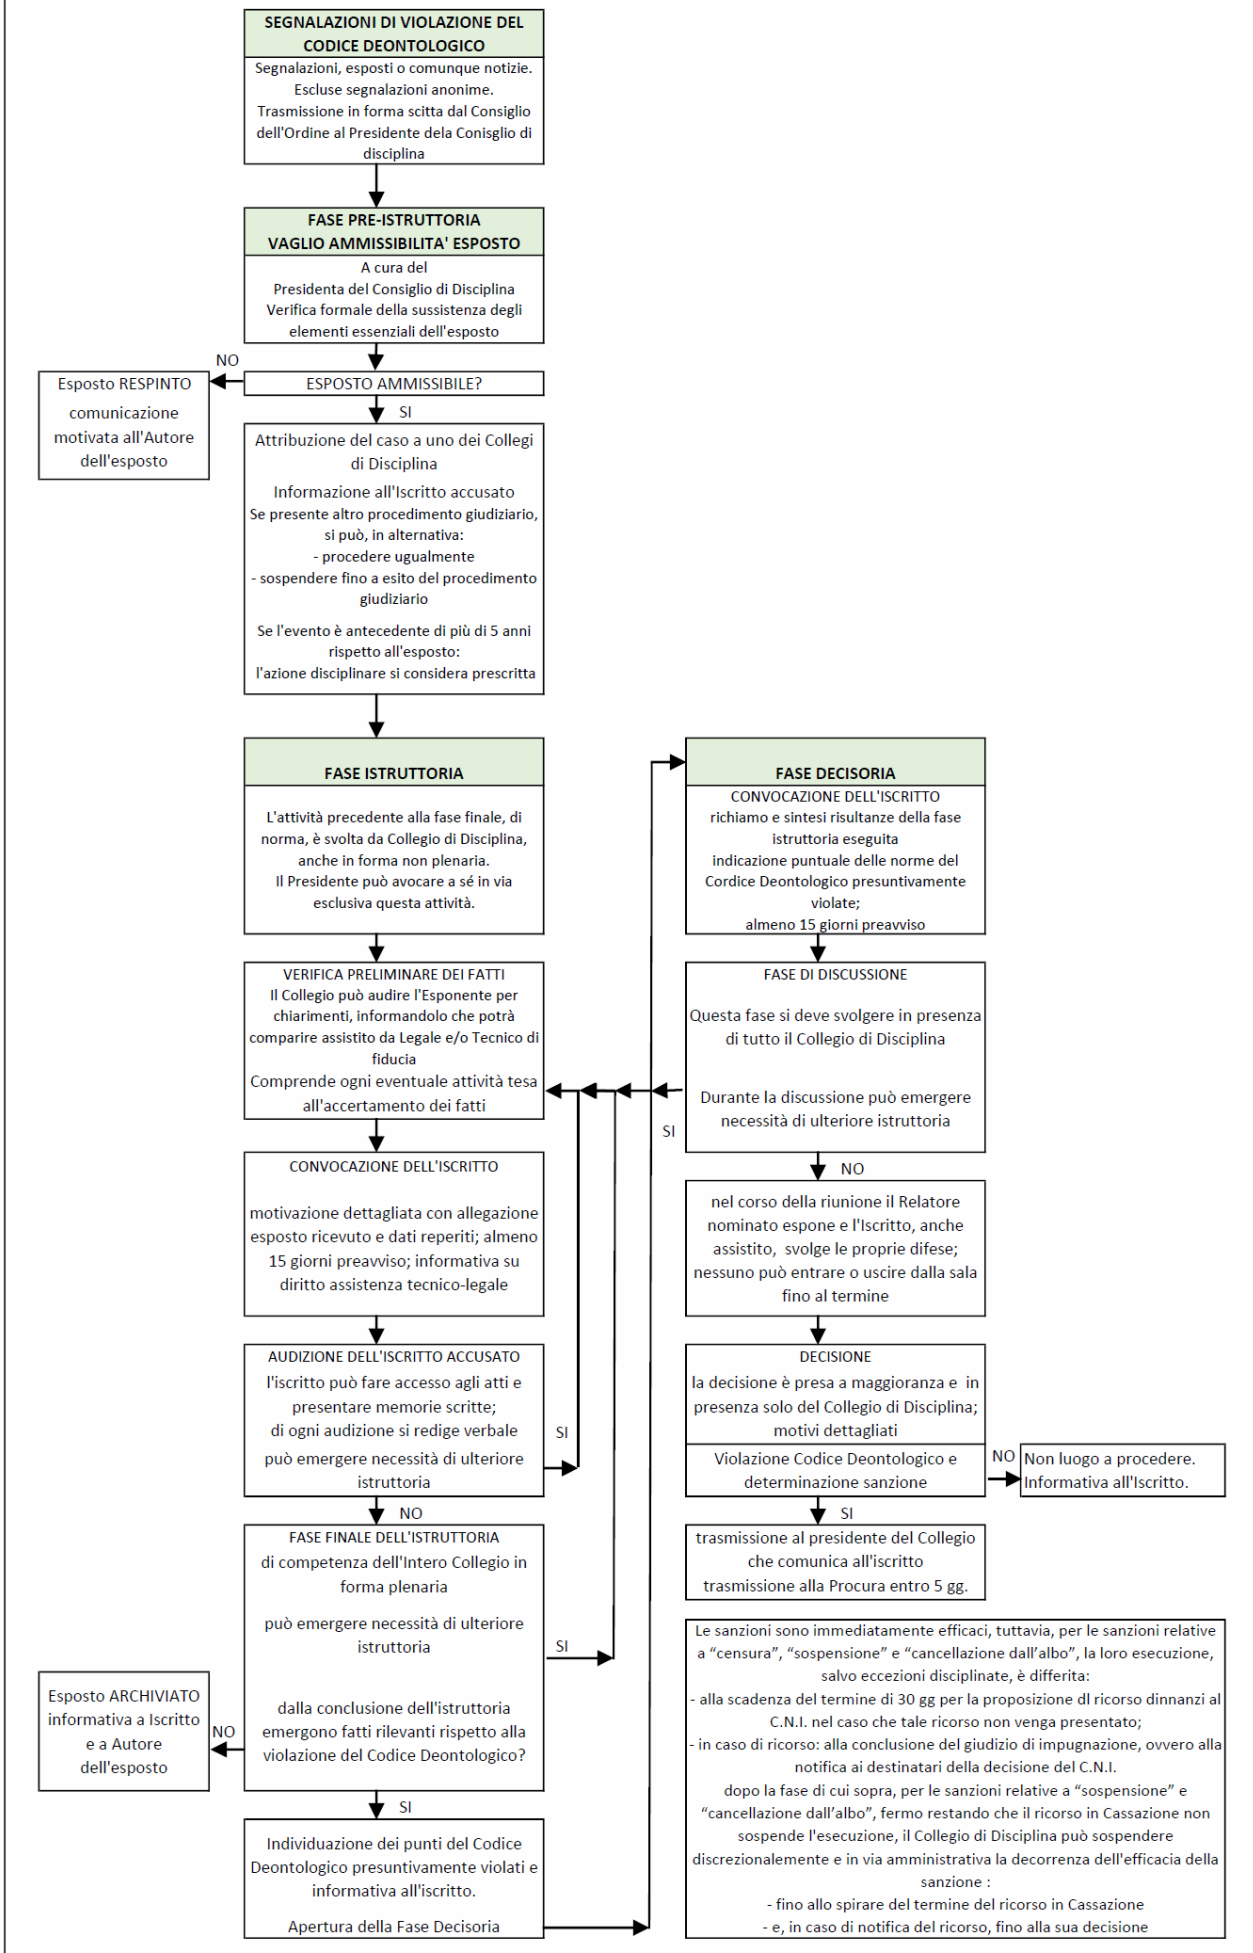 SEGNALAZIONI DI VIOLAZIONE DEL
CODICE DEONTOLOGICO
Segnalazioni, esposti o comunque notizie.
Escluse segnalazioni anonime.
Trasmissione in forma scitta dal Consiglio
dell'Ordine al Presidente dela Conisglio di
disciplina
FASE PRE-ISTRUTTORIA
VAGLIO AMMISSIBILITA' ESPOSTO
A cura del
Presidenta del Consiglio di Disciplina
Verifica formale della sussistenza degli
elementi essenziali dell'esposto
NO
ESPOSTO AMMISSIBILE?
Esposto RESPINTO
comunicazione
motivata all'Autore
dell'esposto
SI
Attribuzione del caso a uno dei Collegi
di Disciplina
Informazione all'Iscritto accusato
Se presente altro procedimento giudiziario,
si può, in alternativa:
- procedere ugualmente
- sospendere fino a esito del procedimento
giudiziario
Se l'evento è antecedente di più di 5 anni
rispetto all'esposto:
l'azione disciplinare si considera prescritta
FASE ISTRUTTORIA
L'attività precedente alla fase finale, di
norma, è svolta da Collegio di Disciplina,
anche in forma non plenaria.
Il Presidente può avocare a sé in via
esclusiva questa attività.
VERIFICA PRELIMINARE DEI FATTI
Il Collegio può audire l'Esponente per
chiarimenti, informandolo che potrà
comparire assistito da Legale e/o Tecnico di
fiducia
Comprende ogni eventuale attività tesa
all'accertamento dei fatti
CONVOCAZIONE DELL'ISCRITTO
motivazione dettagliata con allegazione
esposto ricevuto e dati reperiti; almeno
15 giorni preavviso; informativa su
diritto assistenza tecnico-legale
AUDIZIONE DELL'ISCRITTO ACCUSATO
l'iscritto può fare accesso agli atti e
presentare memorie scritte;
di ogni audizione si redige verbale
può emergere necessità di ulteriore
istruttoria
SI
NO
FASE FINALE DELL'ISTRUTTORIA
di competenza dell'Intero Collegio in
forma plenaria
può emergere necessità di ulteriore
istruttoria
SI
dalla conclusione dell'istruttoria
emergono fatti rilevanti rispetto alla
violazione del Codice Deontologico?
NO
Esposto ARCHIVIATO
informativa a Iscritto
e a Autore
dell'esposto
SI
Individuazione dei punti del Codice
Deontologico presuntivamente violati e
informativa all'iscritto.
Apertura della Fase Decisoria
FASE DECISORIA
CONVOCAZIONE DELL'ISCRITTO
richiamo e sintesi risultanze della fase
istruttoria eseguita
indicazione puntuale delle norme del
Cordice Deontologico presuntivamente
violate;
almeno 15 giorni preavviso
FASE DI DISCUSSIONE
Questa fase si deve svolgere in presenza
di tutto il Collegio di Disciplina
Durante la discussione può emergere
necessità di ulteriore istruttoria
SI
NO
nel corso della riunione il Relatore
nominato espone e l'Iscritto, anche
assistito, svolge le proprie difese;
nessuno può entrare o uscire dalla sala
fino al termine
DECISIONE
la decisione è presa a maggioranza e in
presenza solo del Collegio di Disciplina;
motivi dettagliati
Violazione Codice Deontologico e
determinazione sanzione
NO
Non luogo a procedere.
Informativa all'Iscritto.
SI
trasmissione al presidente del Collegio
che comunica all'iscritto
trasmissione alla Procura entro 5 gg.
Le sanzioni sono immediatamente efficaci, tuttavia, per le sanzioni relative
a “censura”, “sospensione” e “cancellazione dall’albo”, la loro esecuzione,
salvo eccezioni disciplinate, è differita:
- alla scadenza del termine di 30 gg per la proposizione dI ricorso dinnanzi al
C.N.I. nel caso che tale ricorso non venga presentato;
- in caso di ricorso: alla conclusione del giudizio di impugnazione, ovvero alla
notifica ai destinatari della decisione del C.N.I.
dopo la fase di cui sopra, per le sanzioni relative a “sospensione” e
“cancellazione dall’albo”, fermo restando che il ricorso in Cassazione non
sospende l'esecuzione, il Collegio di Disciplina può sospendere
discrezionalmente e in via amministrativa la decorrenza dell'efficacia della
sanzione :
- fino allo spirare del termine del ricorso in Cassazione
- e, in caso di notifica del ricorso, fino alla sua decisione